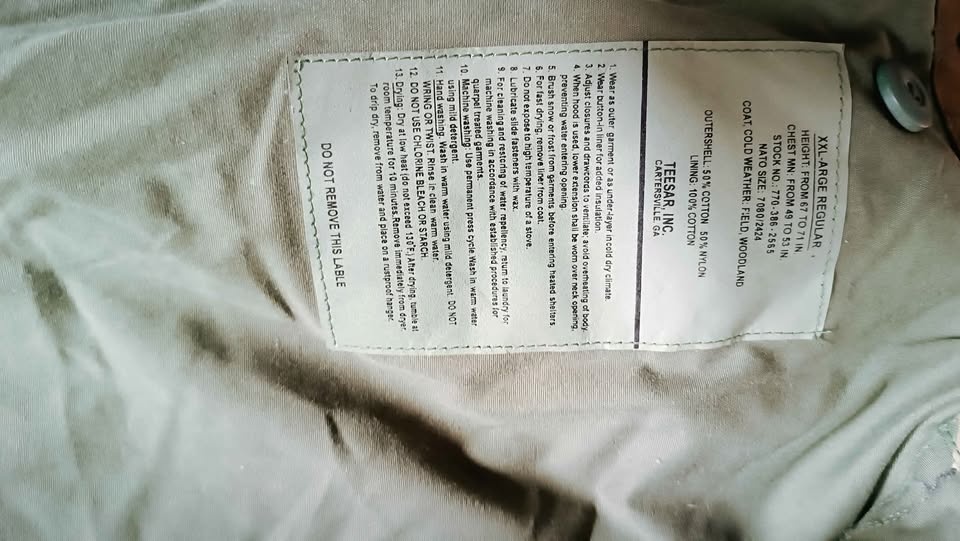 XXL-ARGE REGULAR
HEIGHT: FROM 67 TO 71 IN.
CHEST MN: FROM 49 TO 53 IN
STOCK NO.: 770-386-2555
NATO SIZE: 7080/2424
COAT, COLD WEATHER: FIELD, WOODLAND
OUTERSHELL: 50% COTTON 50% NYLON
LINING: 100% COTTON
TEESAR, INC.
CARTERSVILLE, GA
1. Wear as outer garment or as under-layer in cold dry climate.
2. Wear button-in liner for added insulation.
3. Adjust closures and drawcords to ventilate, avoid overheating of body.
4. When hood is used, lower extension shall be worn over neck opening,
preventing water entering opening.
5. Brush snow or frost from garments before entering heated shelters
6. For fast drying, remove liner from coat.
7. Do not expose to high temperature of a stove.
8. Lubricate slide fasteners with wax.
9. For cleaning and restoring of water repellency, return to laundry for
machine washing in accordance with established procedures for
quarpel treated garments.
10. Machine washing: Use permanent press cycle. Wash in warm water
using mild detergent.
11. Hand washing: Wash in warm water using mild detergent. DO NOT
WRING OR TWIST. Rinse in clean, warm water.
12. DO NOT USE CHLORINE BLEACH OR STARCH.
13. Drying: Dry at low heat (do not exceed 130°F.) After drying, tumble at
room temperature for 10 minutes. Remove immediately from dryer.
To drip dry, remove from water and place on a rustproof hanger.
DO NOT REMOVE THIS LABLE